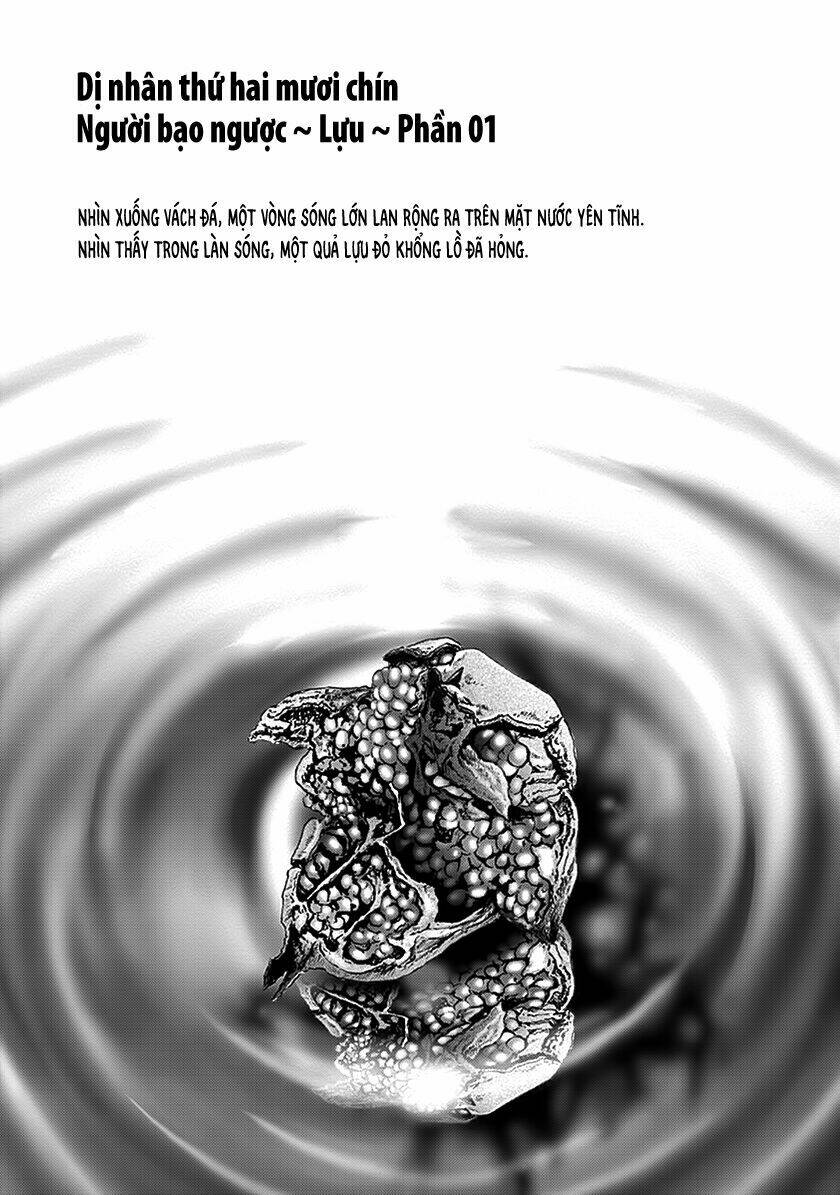 Dị nhân thứ hai mươi chín
Người bạo ngược ~ Lựu ~ Phần 01
NHÌN XUỐNG VÁCH ĐÁ, MỘT VÒNG SÓNG LỚN LAN RỘNG RA TRÊN MẶT NƯỚC YÊN TĨNH.
NHÌN THẤY TRONG LÀN SÓNG, MỘT QUẢ LỰU ĐỎ KHỔNG LỒ ĐÃ HỎNG.